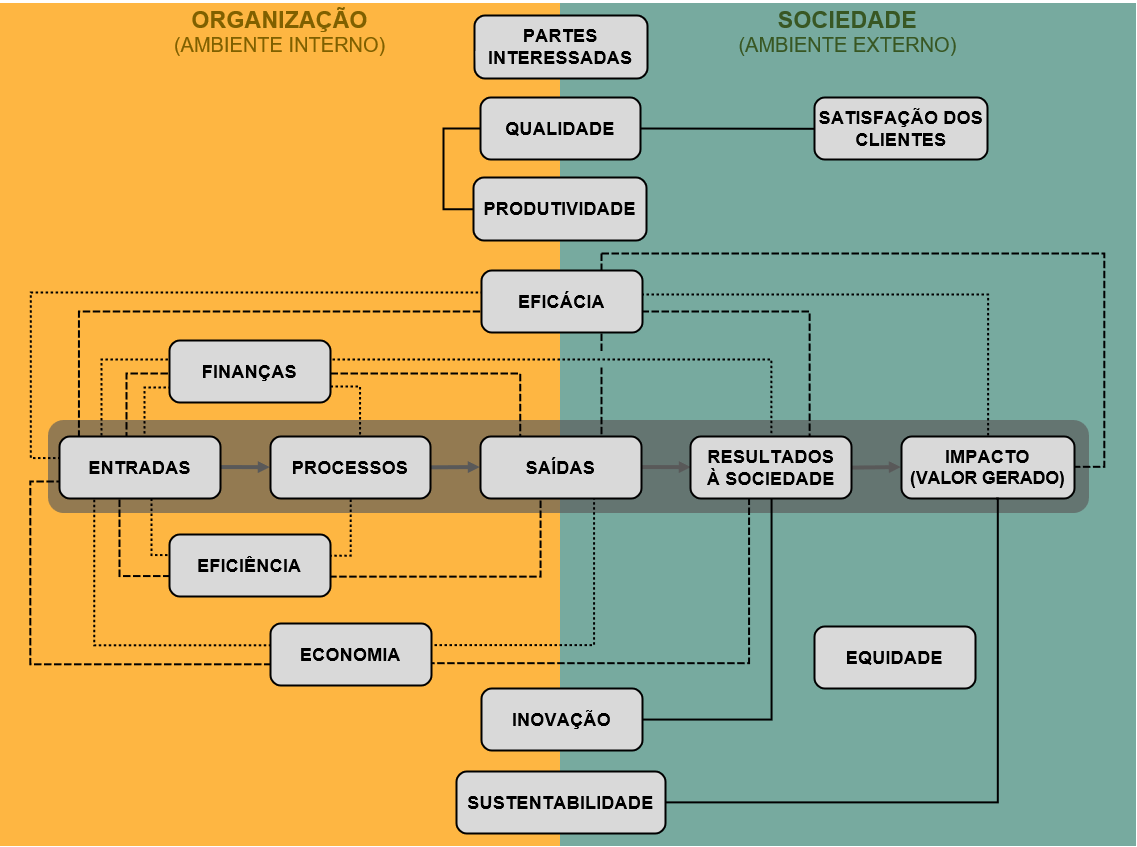 ORGANIZAÇÃO
(AMBIENTE INTERNO)
SOCIEDADE
(AMBIENTE EXTERNO)
PARTES
INTERESSADAS
QUALIDADE
SATISFAÇÃO DOS
CLIENTES
PRODUTIVIDADE
EFICÁCIA
FINANÇAS
ENTRADAS
PROCESSOS
SAÍDAS
RESULTADOS
À SOCIEDADE
IMPACTO
(VALOR GERADO)
EFICIÊNCIA
ECONOMIA
EQUIDADE
INOVAÇÃO
SUSTENTABILIDADE